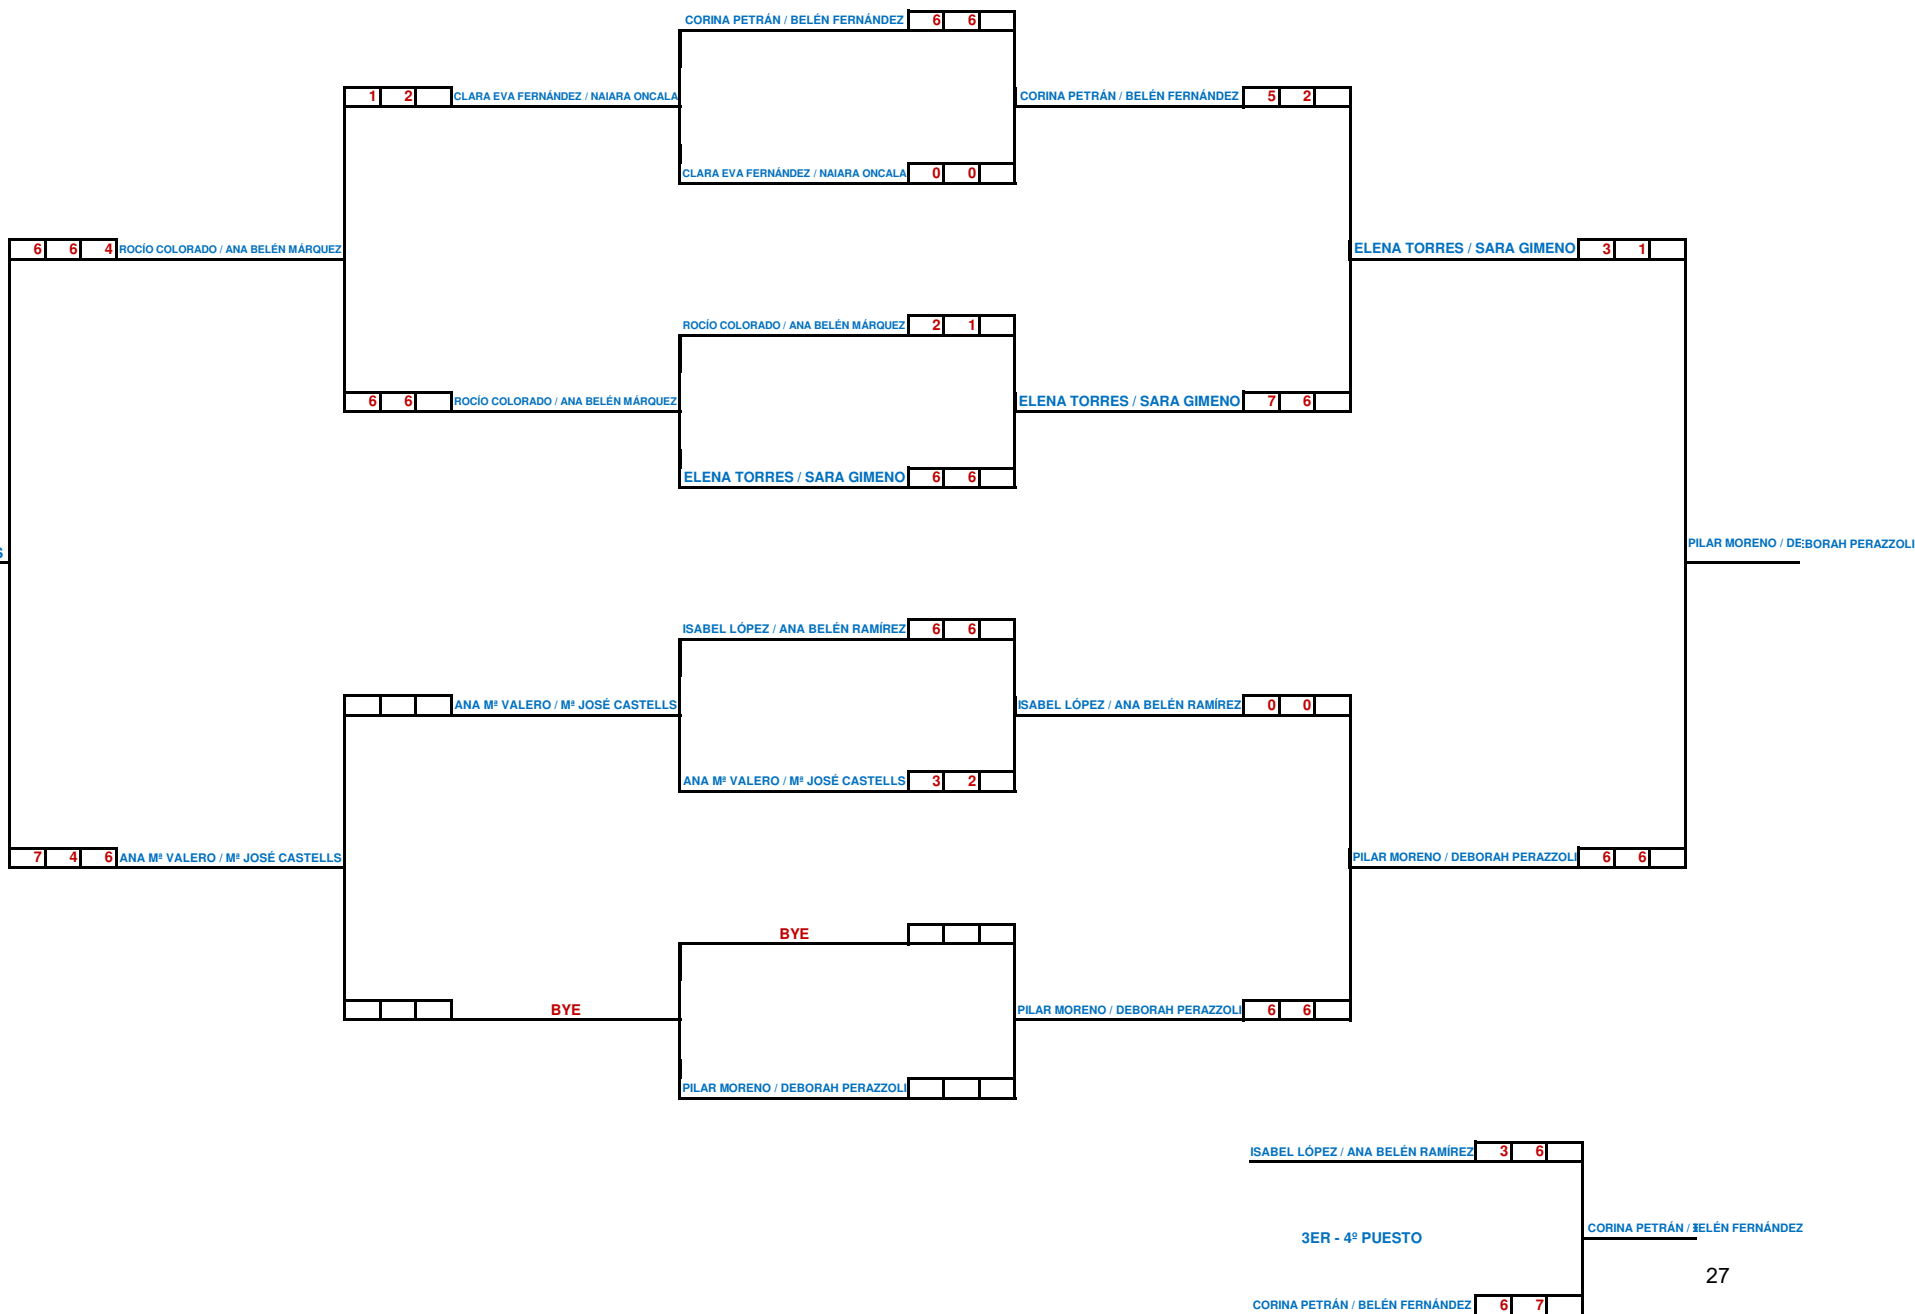 CORINA PETRÁN / BELÉN FERNÁNDEZ 6 6
1 2 CLARA EVA FERNÁNDEZ / NAIARA ONCALA
CORINA PETRÁN / BELÉN FERNÁNDEZ 5 2
CLARA EVA FERNÁNDEZ / NAIARA ONCALA 0 0
6 6 4 ROCÍO COLORADO / ANA BELÉN MÁRQUEZ
ELENA TORRES / SARA GIMENO 3 1
ROCÍO COLORADO / ANA BELÉN MÁRQUEZ 2 1
6 6 ROCÍO COLORADO / ANA BELÉN MÁRQUEZ
ELENA TORRES / SARA GIMENO 7 6
ELENA TORRES / SARA GIMENO 6 6
S
PILAR MORENO / DEBORAH PERAZZOLI
ISABEL LÓPEZ / ANA BELÉN RAMÍREZ 6 6
ANA Mª VALERO / Mª JOSÉ CASTELLS
ISABEL LÓPEZ / ANA BELÉN RAMÍREZ 0 0
ANA Mª VALERO / Mª JOSÉ CASTELLS 3 2
7 4 6 ANA Mª VALERO / Mª JOSÉ CASTELLS
PILAR MORENO / DEBORAH PERAZZOLI 6 6
BYE
BYE
PILAR MORENO / DEBORAH PERAZZOLI 6 6
PILAR MORENO / DEBORAH PERAZZOLI
ISABEL LÓPEZ / ANA BELÉN RAMÍREZ 3 6
CORINA PETRÁN / BELÉN FERNÁNDEZ
3ER - 4º PUESTO
27
CORINA PETRÁN / BELÉN FERNÁNDEZ 6 7